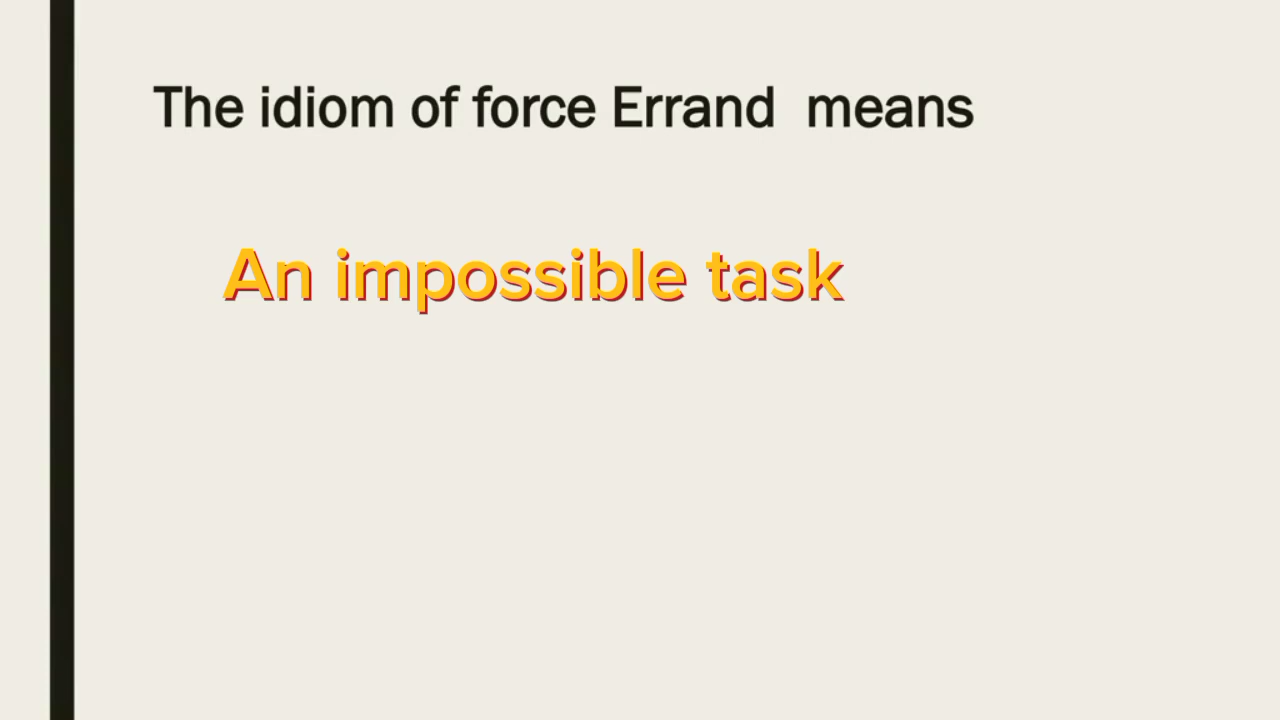 The idiom of force Errand means
An impossible task